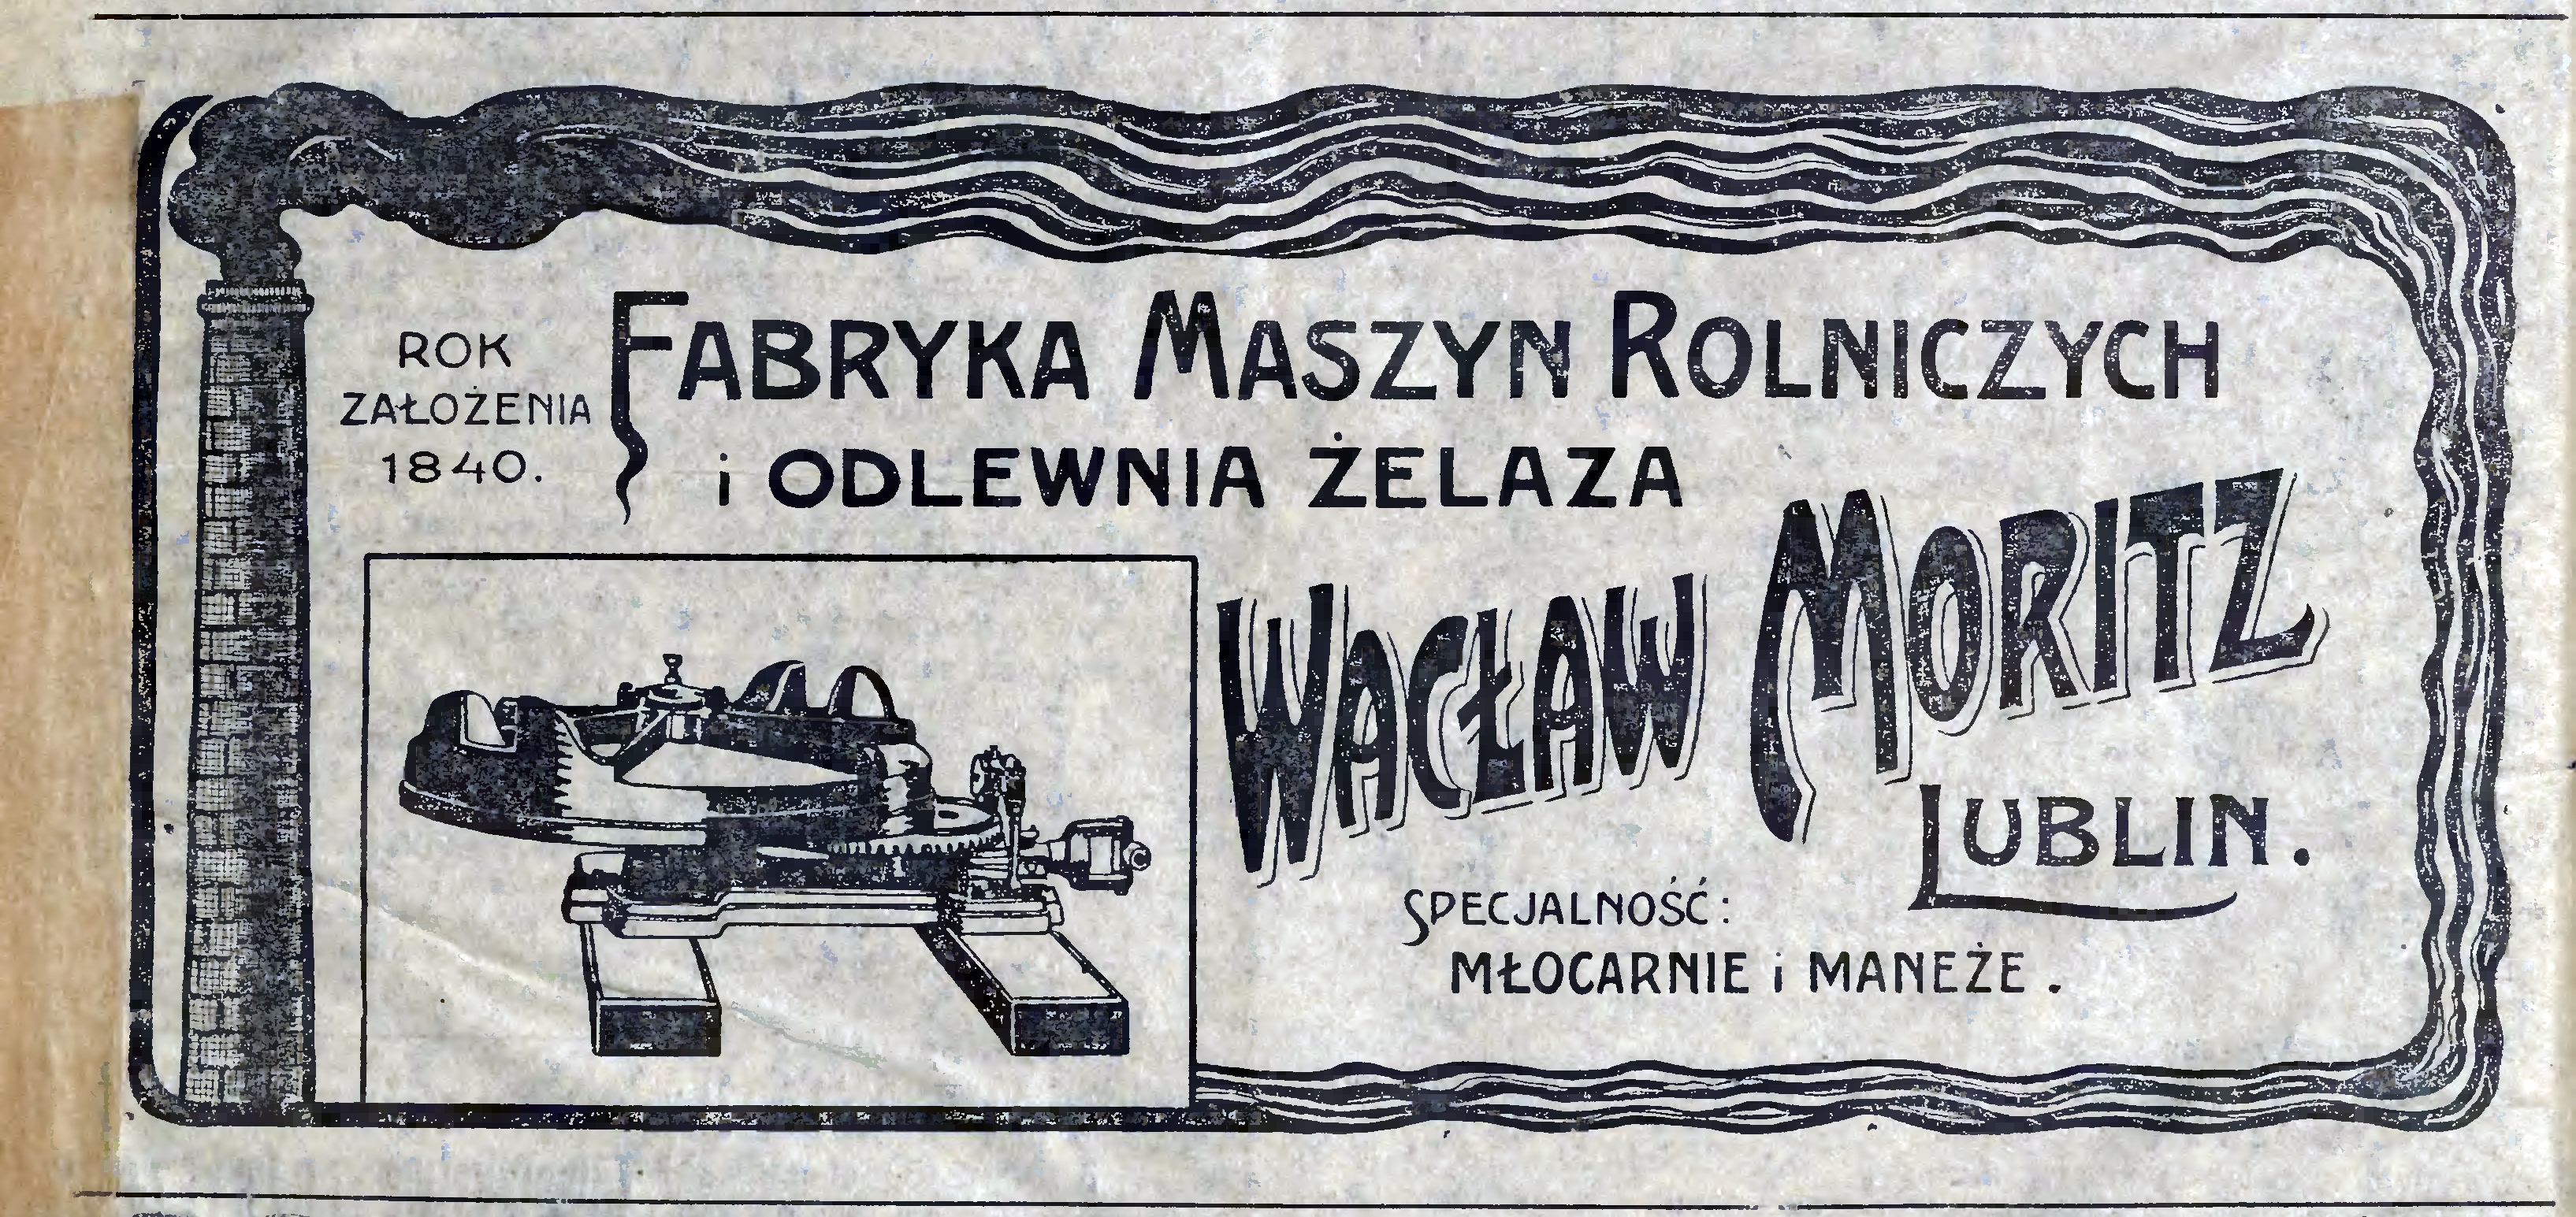 ROK
ZAŁOŻENIA
1840.
FABRYKA MASZYN ROLNICZYCH
i ODLEWNIA ŻELAZA
WACŁAW MORITZ
LUBLIN.
SPECJALNOŚĆ:
MŁOCARNIE i MANEŻE.